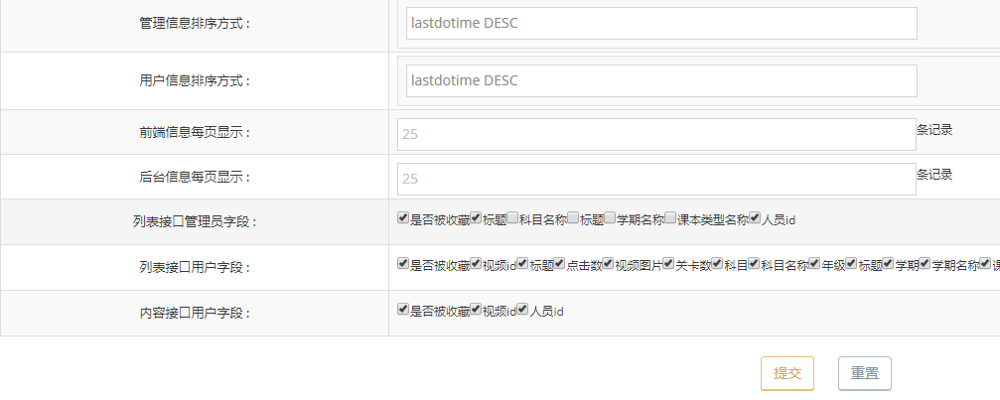 管理信息排序方式： lastdotime DESC
用户信息排序方式： lastdotime DESC
前端信息每页显示： 25 条记录
后台信息每页显示： 25 条记录
列表接口管理员字段： 是否被收藏 标题 科目名称 标题 学期名称 课本类型名称 人员id
列表接口用户字段： 是否被收藏 视频id 标题 点击数 视频图片 关卡数 科目 科目名称 年级 标题 学期 学期名称
内容接口用户字段： 是否被收藏 视频id 人员id
提交 重置